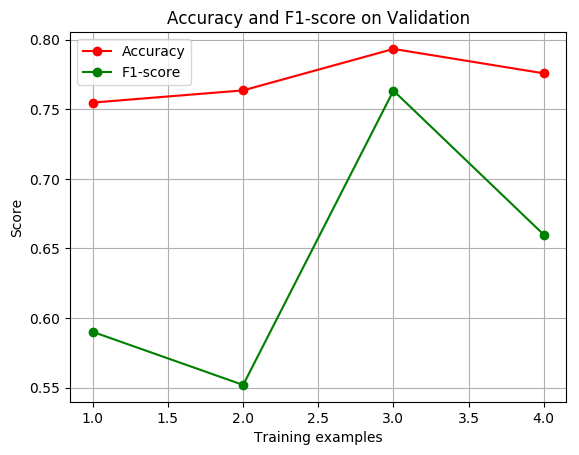 Accuracy and F1-score on Validation
Accuracy
F1-score
Score
0.80
0.75
0.70
0.65
0.60
0.55
1.0 1.5 2.0 2.5 3.0 3.5 4.0
Training examples